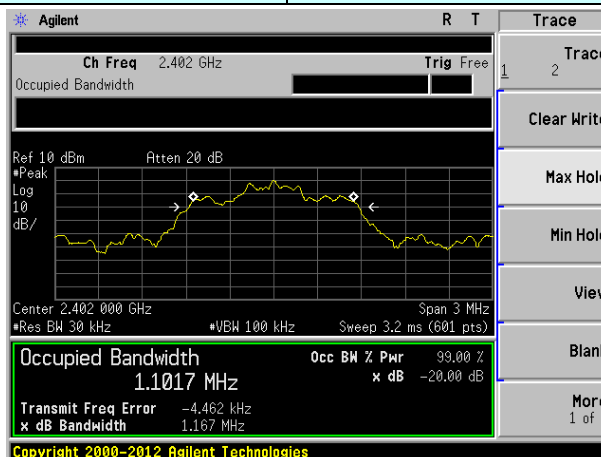 Agilent R T Trace
Ch Freq 2.402 GHz Trig Free
Occupied Bandwidth
Trace
1 2
Clear Write
Max Hold
Min Hold
View
Blank
More
1 of
Ref 10 dBm Atten 20 dB
#Peak
Log
10
dB/
Center 2.402 000 GHz Span 3 MHz
#Res BW 30 kHz #VBW 100 kHz Sweep 3.2 ms (601 pts)
Occupied Bandwidth Occ BW % Pwr 99.00 %
1.1017 MHz x dB -20.00 dB
Transmit Freq Error -4.462 kHz
x dB Bandwidth 1.167 MHz
Copyright 2000-2012 Agilent Technologies